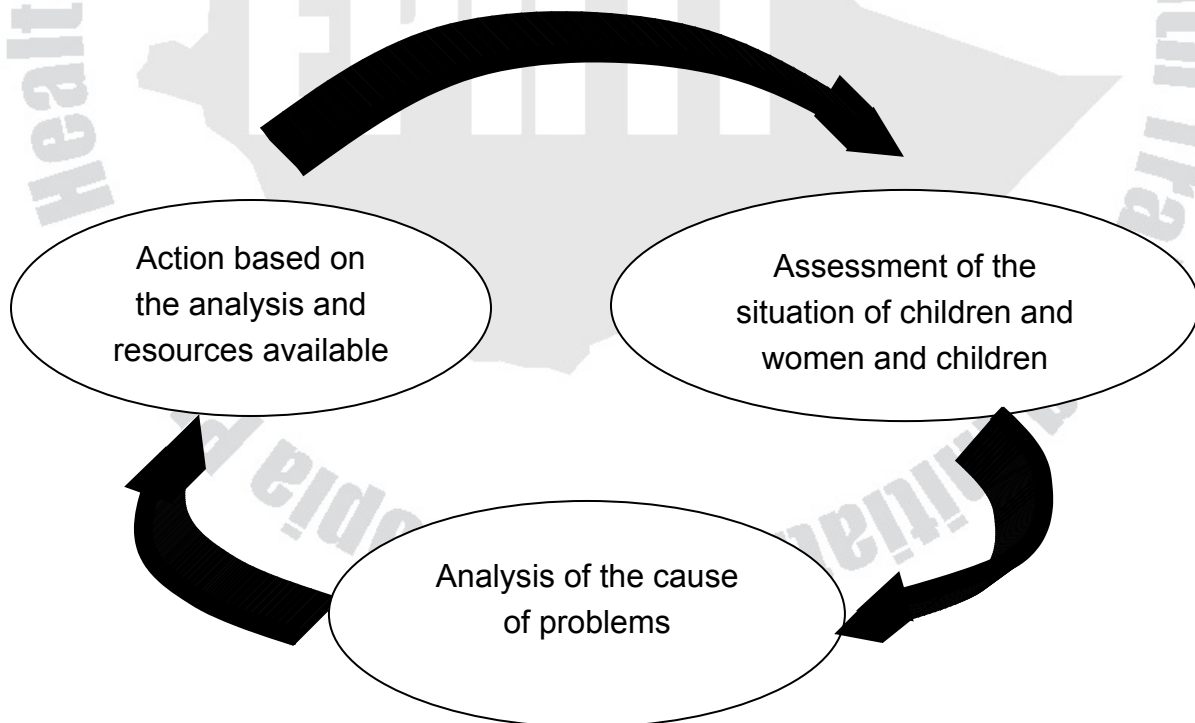 Action based on
the analysis and
resources available
Assessment of the
situation of children and
women and children
Analysis of the cause
of problems